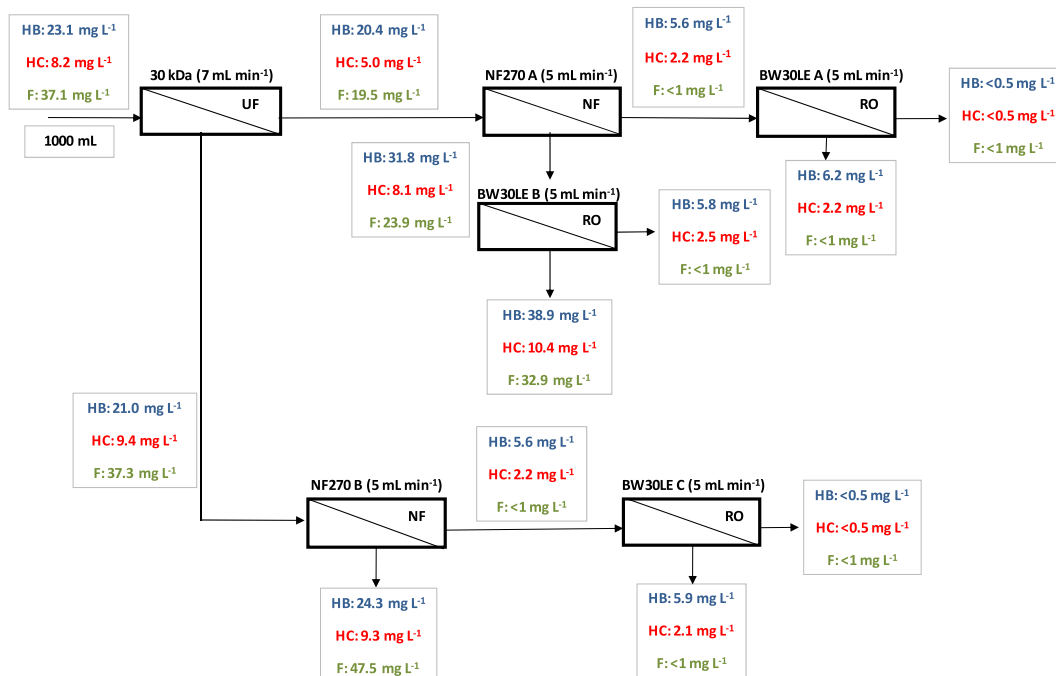 HB: 23.1 mg L⁻¹
HC: 8.2 mg L⁻¹
F: 37.1 mg L⁻¹
1000 mL
30 kDa (7 mL min⁻¹)
UF
HB: 20.4 mg L⁻¹
HC: 5.0 mg L⁻¹
F: 19.5 mg L⁻¹
NF270 A (5 mL min⁻¹)
NF
HB: 5.6 mg L⁻¹
HC: 2.2 mg L⁻¹
F: <1 mg L⁻¹
BW30LE A (5 mL min⁻¹)
RO
HB: <0.5 mg L⁻¹
HC: <0.5 mg L⁻¹
F: <1 mg L⁻¹
HB: 6.2 mg L⁻¹
HC: 2.2 mg L⁻¹
F: <1 mg L⁻¹
HB: 31.8 mg L⁻¹
HC: 8.1 mg L⁻¹
F: 23.9 mg L⁻¹
BW30LE B (5 mL min⁻¹)
RO
HB: 5.8 mg L⁻¹
HC: 2.5 mg L⁻¹
F: <1 mg L⁻¹
HB: 38.9 mg L⁻¹
HC: 10.4 mg L⁻¹
F: 32.9 mg L⁻¹
HB: 21.0 mg L⁻¹
HC: 9.4 mg L⁻¹
F: 37.3 mg L⁻¹
NF270 B (5 mL min⁻¹)
NF
HB: 5.6 mg L⁻¹
HC: 2.2 mg L⁻¹
F: <1 mg L⁻¹
BW30LE C (5 mL min⁻¹)
RO
HB: <0.5 mg L⁻¹
HC: <0.5 mg L⁻¹
F: <1 mg L⁻¹
HB: 24.3 mg L⁻¹
HC: 9.3 mg L⁻¹
F: 47.5 mg L⁻¹
HB: 5.9 mg L⁻¹
HC: 2.1 mg L⁻¹
F: <1 mg L⁻¹